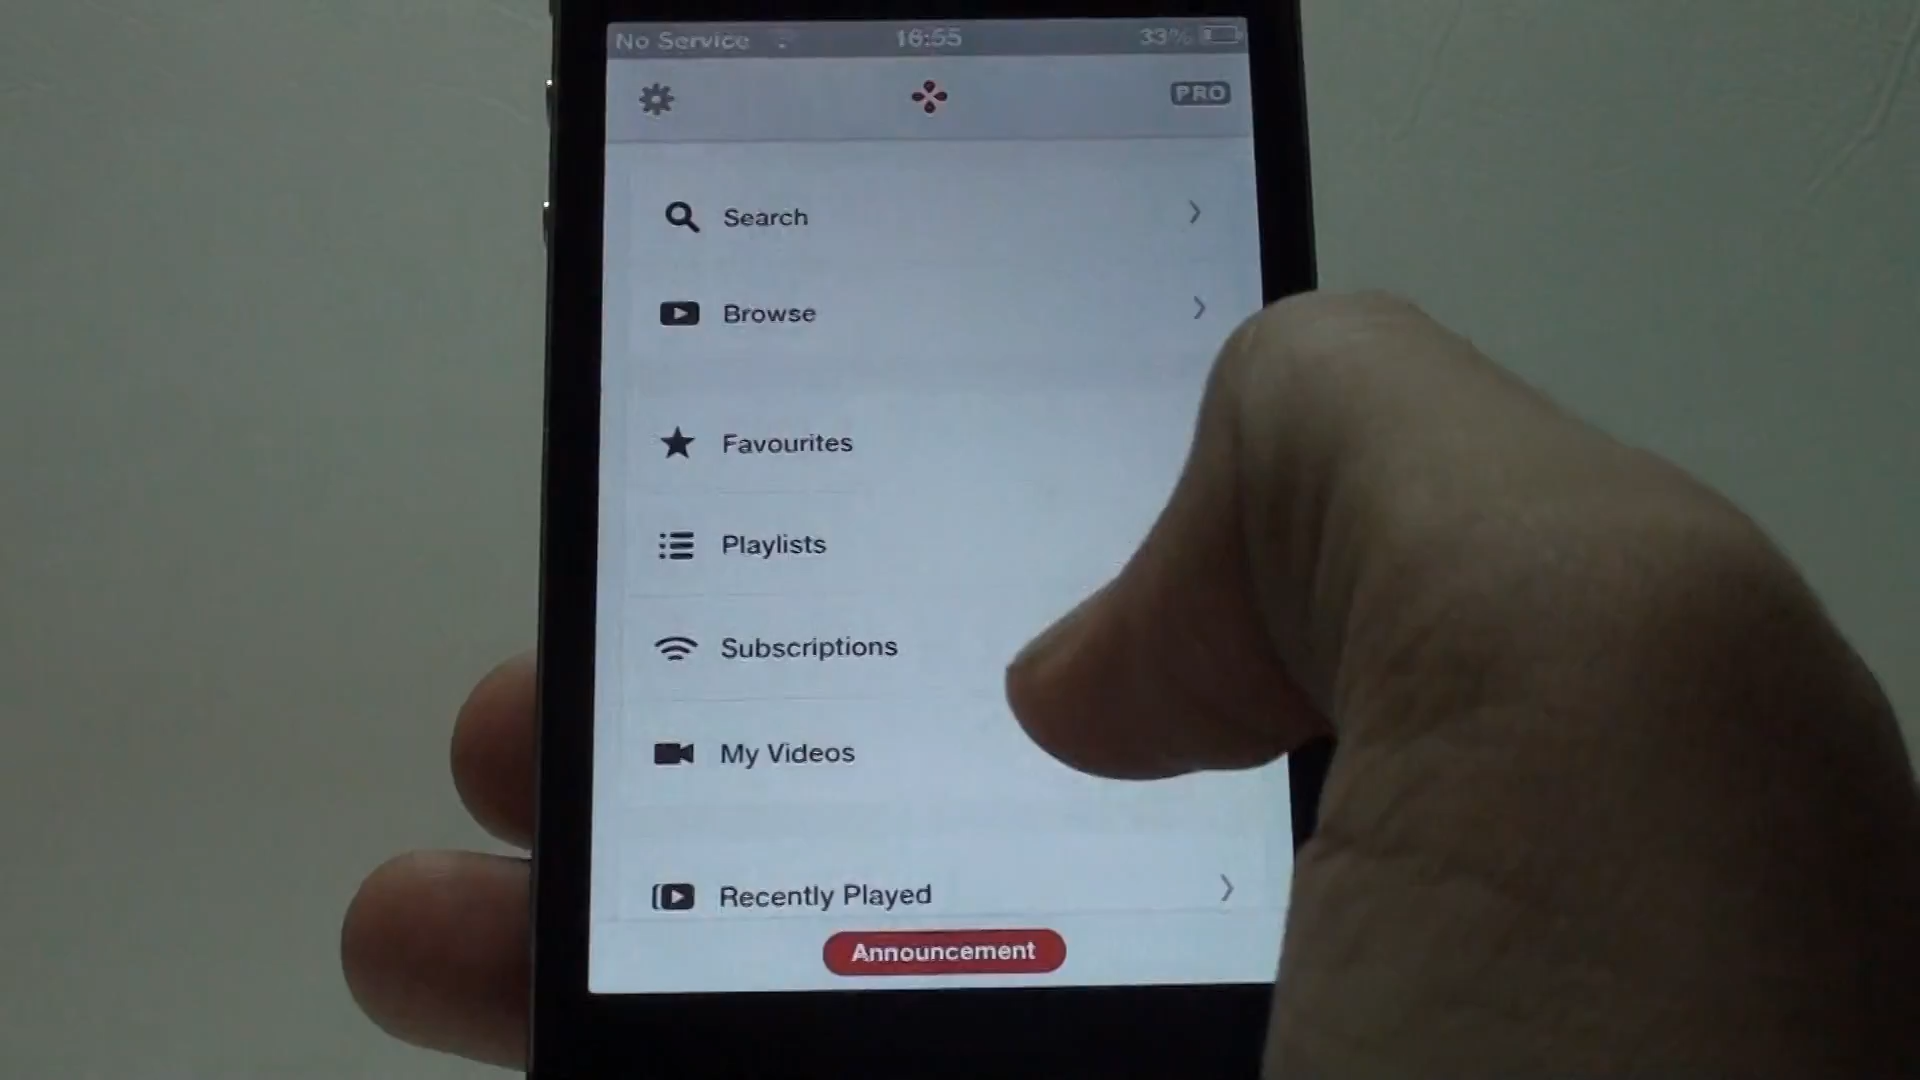 No Service 16:55 33%
PRO
Search
Browse
Favourites
Playlists
Subscriptions
My Videos
Recently Played
Announcement